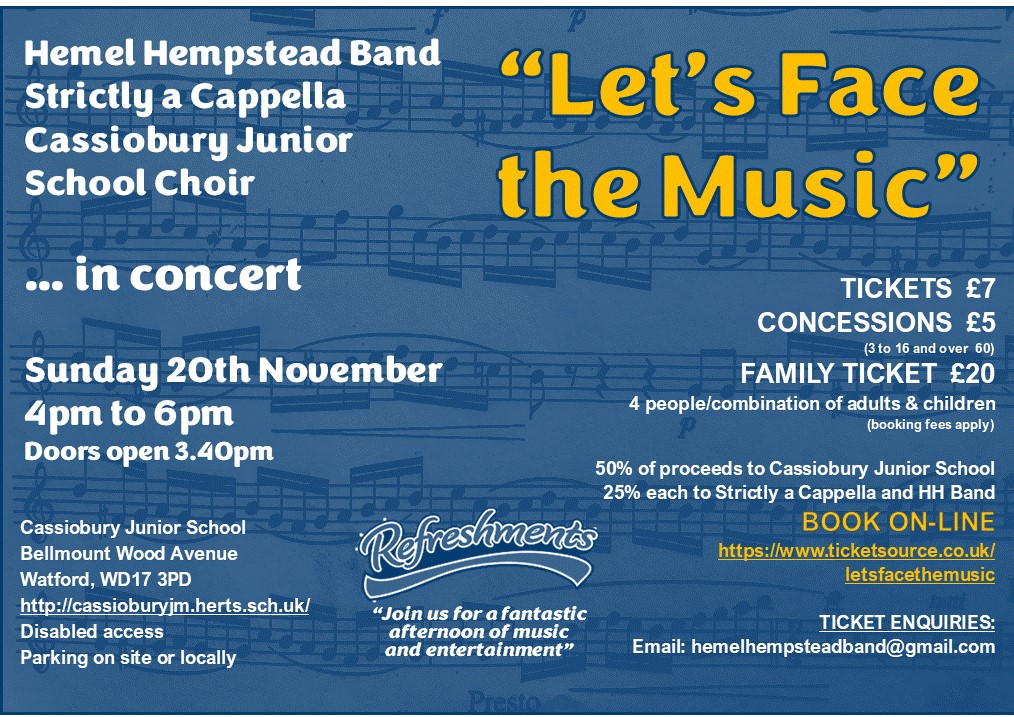 Hemel Hempstead Band
Strictly a Cappella
Cassiobury Junior
School Choir
... in concert
Sunday 20th November
4pm to 6pm
Doors open 3.40pm
Cassiobury Junior School
Bellmount Wood Avenue
Watford, WD17 3PD
http://cassioburyjm.herts.sch.uk/
Disabled access
Parking on site or locally
Refreshments
“Join us for a fantastic
afternoon of music
and entertainment”
“Let’s Face
the Music”
TICKETS £7
CONCESSIONS £5
(3 to 16 and over 60)
FAMILY TICKET £20
4 people/combination of adults & children
(booking fees apply)
50% of proceeds to Cassiobury Junior School
25% each to Strictly a Cappella and HH Band
BOOK ON-LINE
https://www.ticketsource.co.uk/
letsfacethemusic
TICKET ENQUIRIES:
Email: hemelhempsteadband@gmail.com
p
Presto